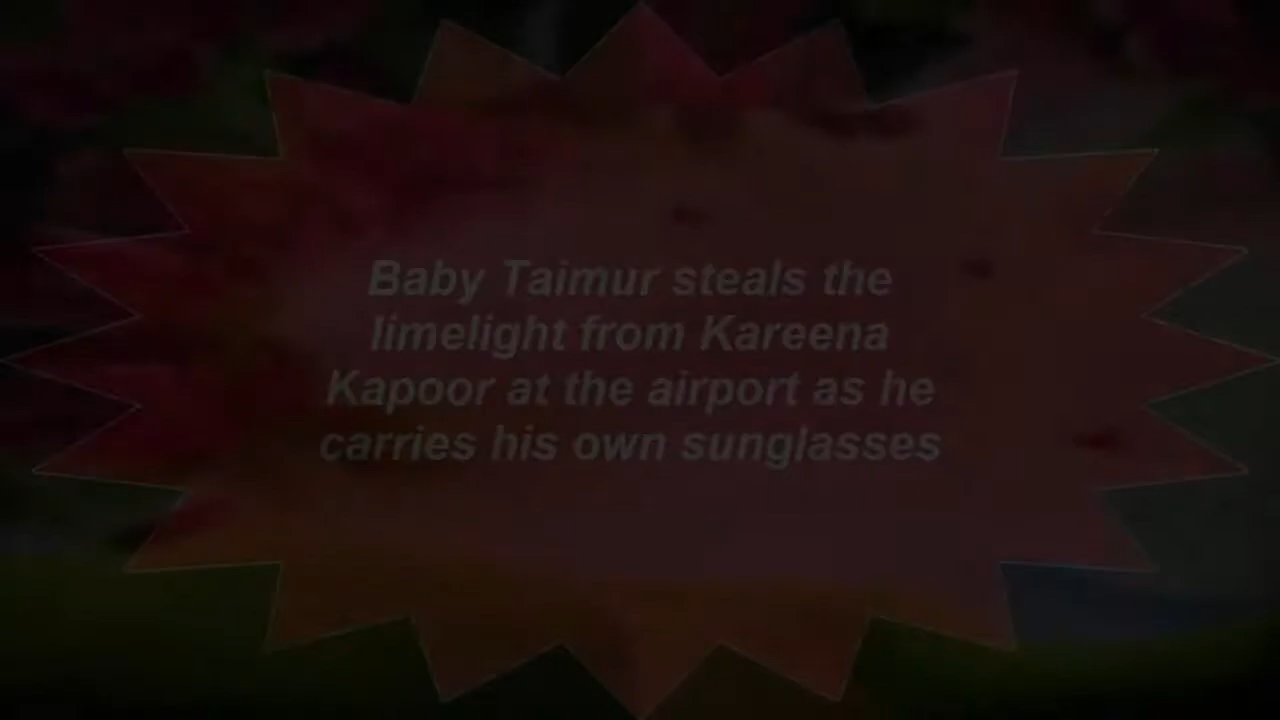 Baby Taimur steals the
limelight from Kareena
Kapoor at the airport as he
carries his own sunglasses